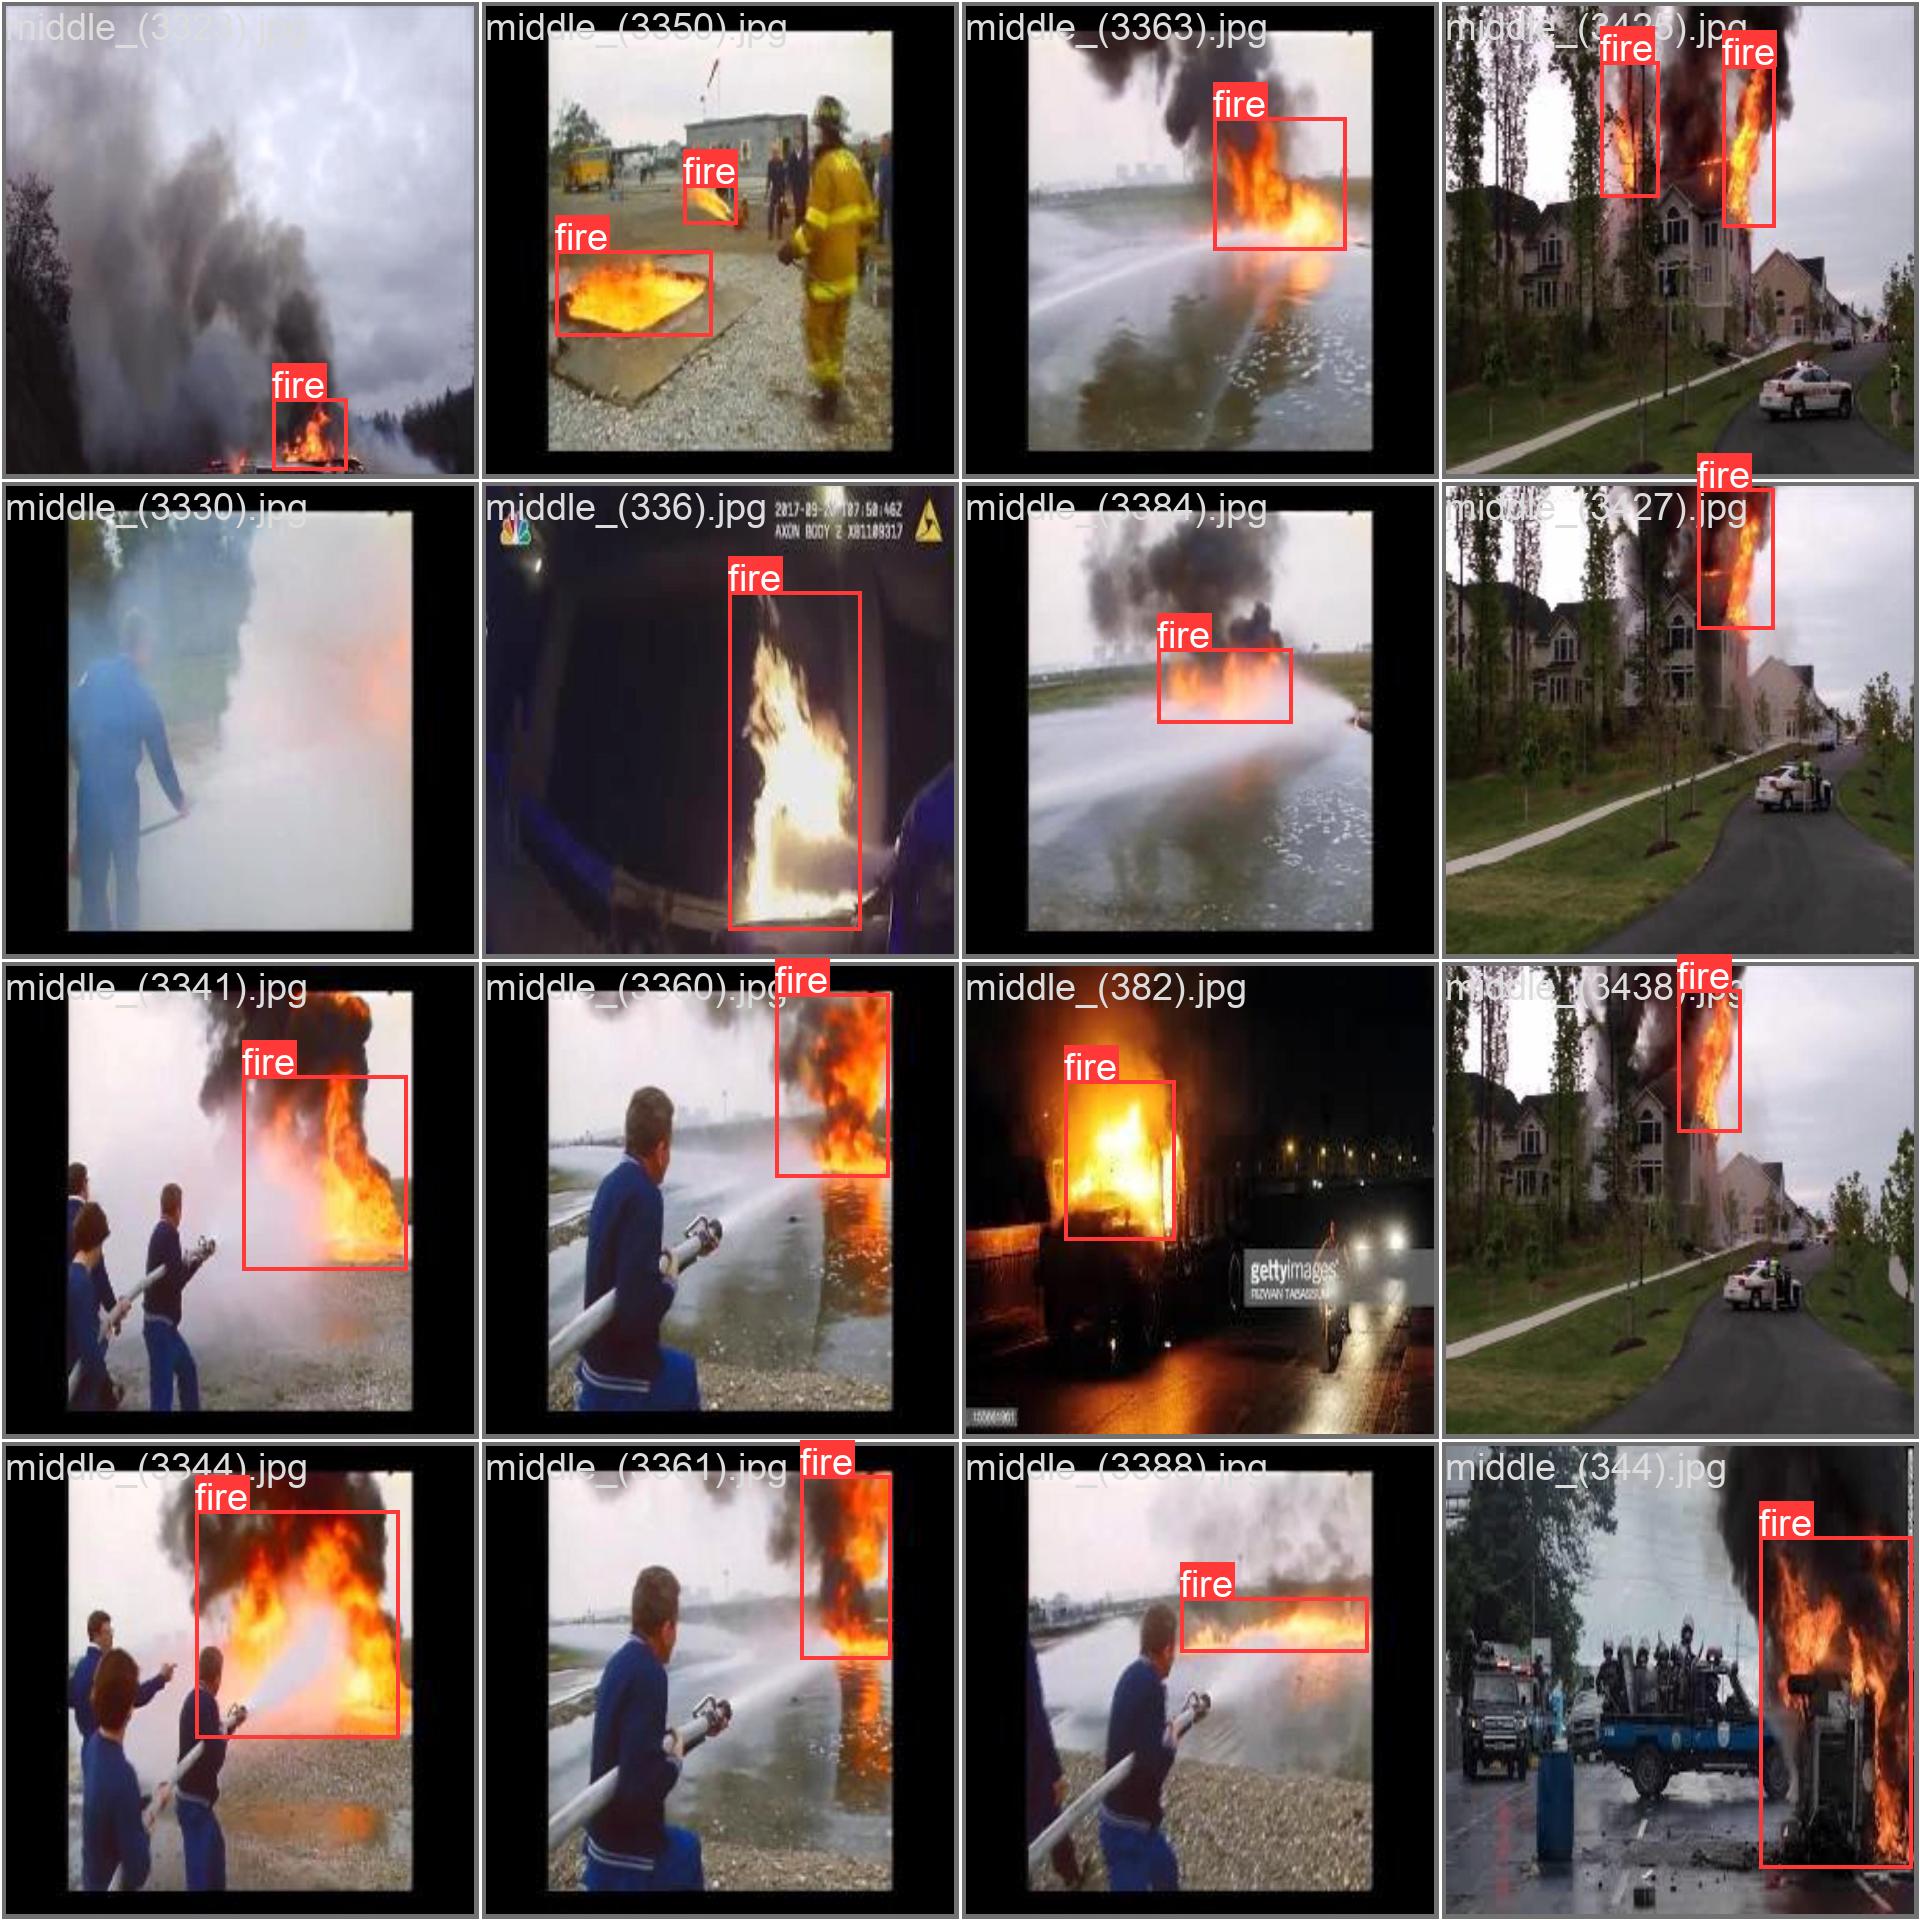 middle_(3323).jpg
fire
middle_(3350).jpg
fire
fire
middle_(3363).jpg
fire
middle_(3425).jpg
fire
fire
middle_(3330).jpg
middle_(336).jpg
2017-09-
T07:50:46Z
AXON BODY 2 X81109317
fire
middle_(3384).jpg
fire
middle_(3427).jpg
fire
middle_(3341).jpg
fire
middle_(3360).jpg
fire
middle_(382).jpg
fire
gettyimages
RIZWAN TABASSUM
middle_(3438).jpg
fire
middle_(3344).jpg
fire
middle_(3361).jpg
fire
middle_(3388).jpg
fire
middle_(344).jpg
fire